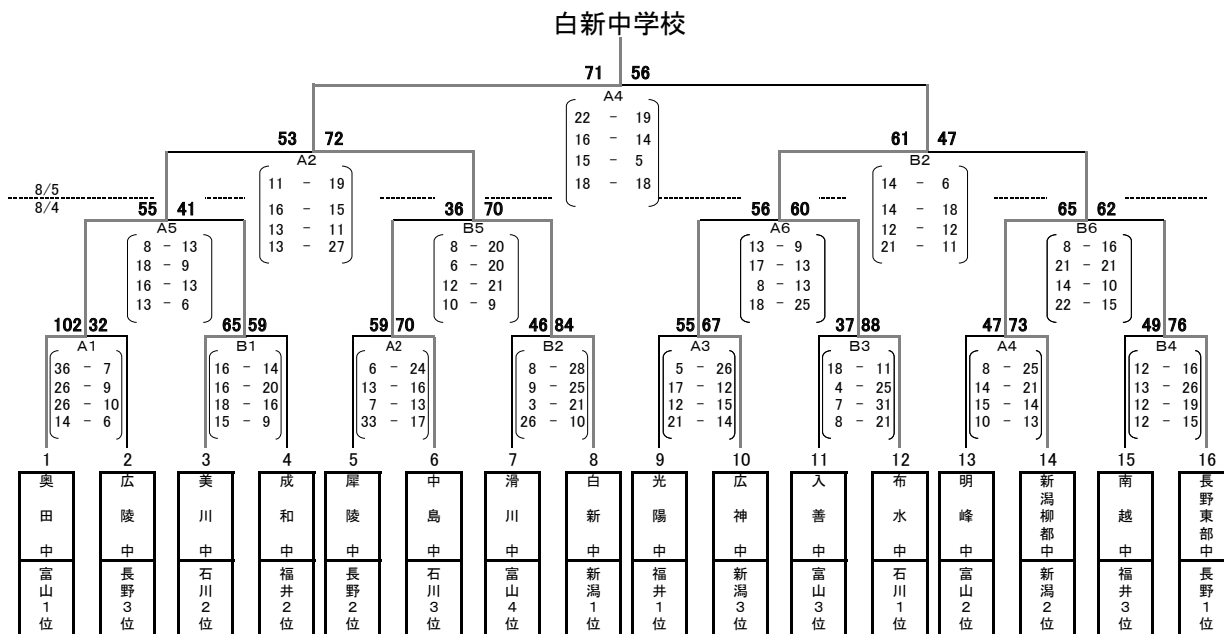 白新中学校
71 56
A4
22 - 19
16 - 14
15 - 5
18 - 18
53 72
A2
11 - 19
16 - 15
13 - 11
13 - 27
61 47
B2
14 - 6
14 - 18
12 - 12
21 - 11
8/5
8/4
55 41
A5
8 - 13
18 - 9
16 - 13
13 - 6
36 70
B5
8 - 20
6 - 20
12 - 21
10 - 9
56 60
A6
13 - 9
17 - 13
8 - 13
18 - 25
65 62
B6
8 - 16
21 - 21
14 - 10
22 - 15
102 32
A1
36 - 7
26 - 9
26 - 10
14 - 6
65 59
B1
16 - 14
16 - 20
18 - 16
15 - 9
59 70
A2
6 - 24
13 - 16
7 - 13
33 - 17
46 84
B2
8 - 28
9 - 25
3 - 21
26 - 10
55 67
A3
5 - 26
17 - 12
12 - 15
21 - 14
37 88
B3
18 - 11
4 - 25
7 - 31
8 - 21
47 73
A4
8 - 25
14 - 21
15 - 14
10 - 13
49 76
B4
12 - 16
13 - 26
12 - 19
12 - 15
1 2 3 4 5 6 7 8 9 10 11 12 13 14 15 16
奥田中
広陵中
美川中
成和中
犀陵中
中島中
滑川中
白新中
光陽中
広神中
入善中
布水中
明峰中
新潟柳都中
南越中
長野東部中
富山1位
長野3位
石川2位
福井2位
長野2位
石川3位
富山4位
新潟1位
福井1位
新潟3位
富山3位
石川1位
富山2位
新潟2位
福井3位
長野1位